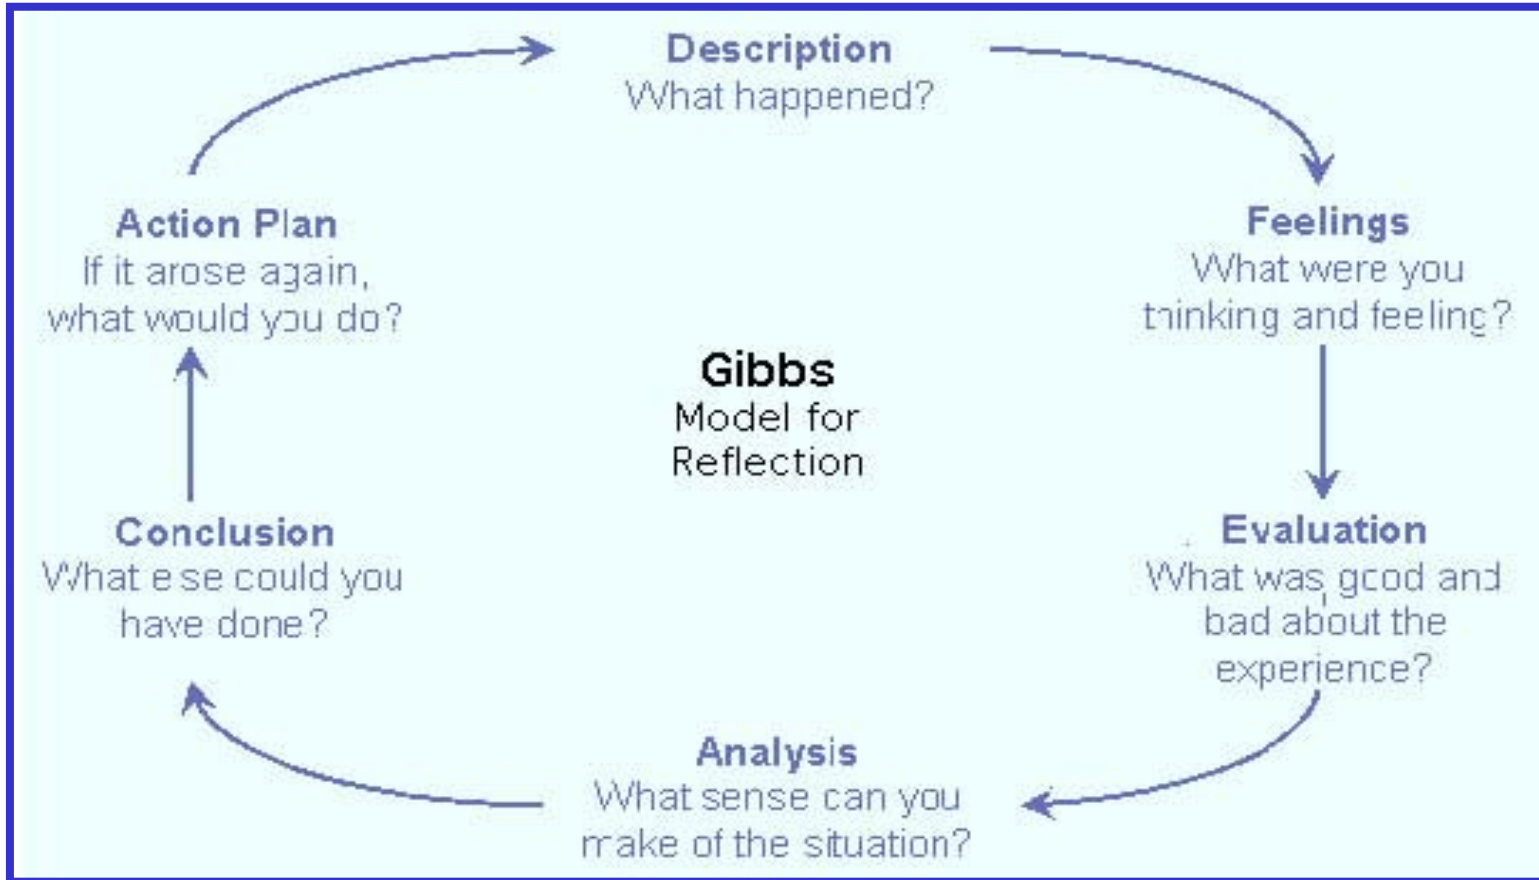 Description
What happened?
Feelings
What were you
thinking and feeling?
Evaluation
What was good and
bad about the
experience?
Analysis
What sense can you
make of the situation?
Conclusion
What else could you
have done?
Action Plan
If it arose again,
what would you do?
Gibbs
Model for
Reflection